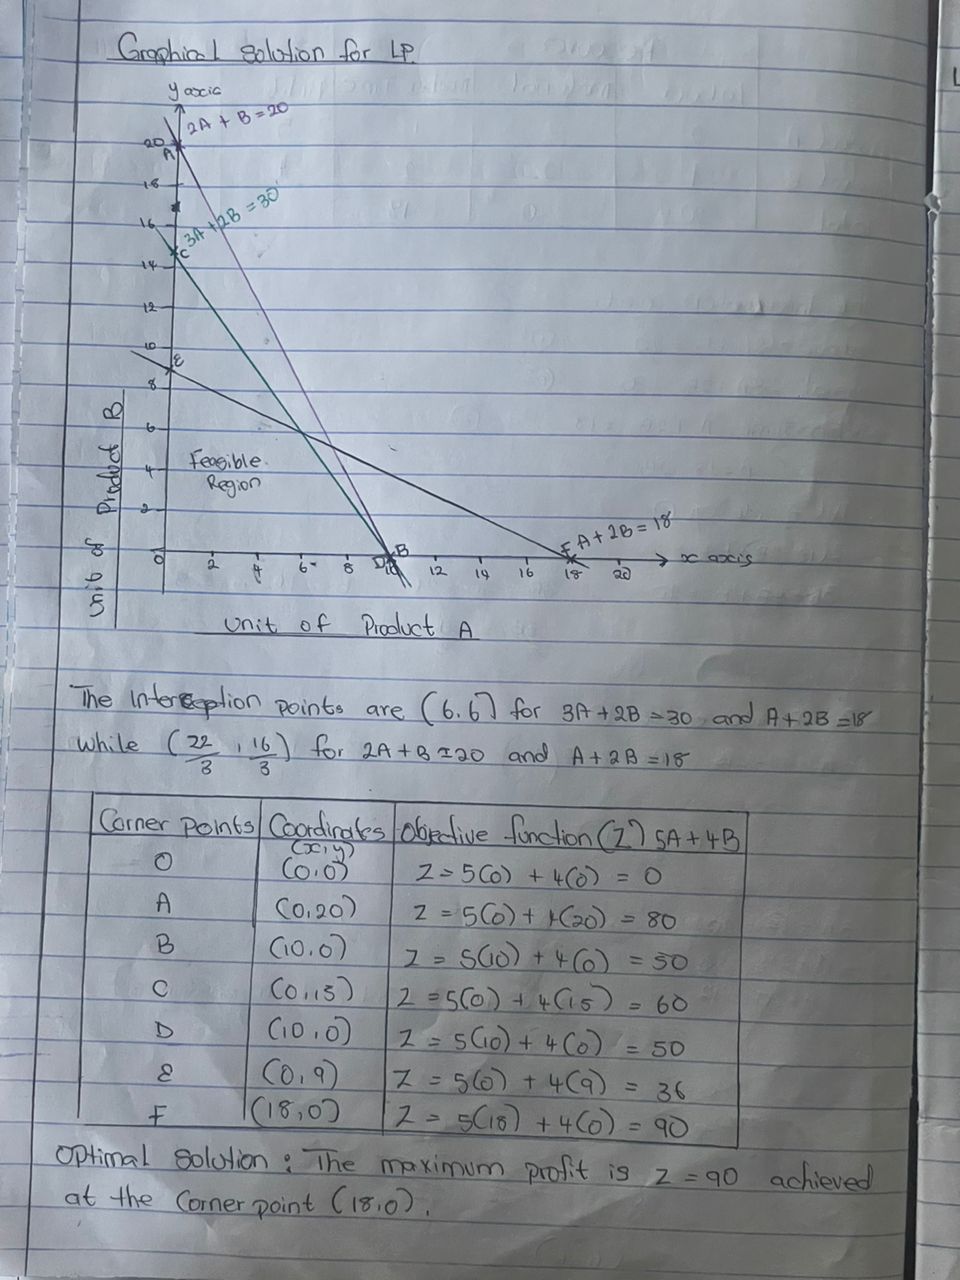 Graphical Solution for LP.
y axis
2A + B = 20
20
A
18
3A + 2B = 30
16
C
14
12
10
E
8
6
Feasible
4
Region
2
F A + 2B = 18
B
D
0 2 4 6 8 10 12 14 16 18 20
x axis
Unit of Product B
Unit of Product A
The Interception points are (6.6) for 3A + 2B = 30 and A + 2B = 18
while (22/3 , 16/3) for 2A + B = 20 and A + 2B = 18
Corner points Coordinates Objective function (Z) 5A + 4B
(x,y)
O (0,0) Z = 5(0) + 4(0) = 0
A (0,20) Z = 5(0) + 4(20) = 80
B (10,0) Z = 5(10) + 4(0) = 50
C (0,15) Z = 5(0) + 4(15) = 60
D (10,0) Z = 5(10) + 4(0) = 50
E (0,9) Z = 5(0) + 4(9) = 36
F (18,0) Z = 5(18) + 4(0) = 90
Optimal Solution : The maximum profit is Z = 90 achieved
at the Corner point (18,0).